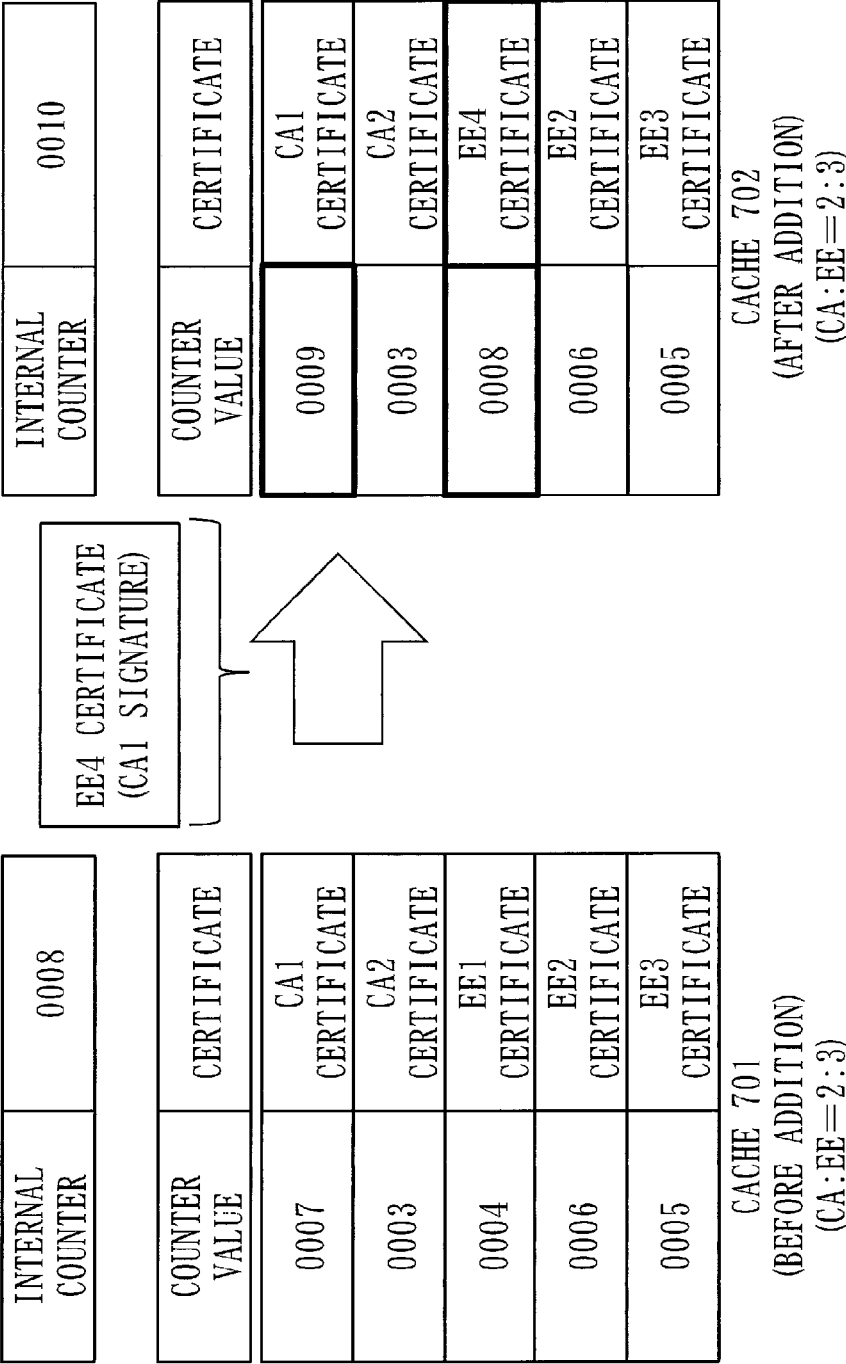 INTERNAL
COUNTER
0008
COUNTER
VALUE
CERTIFICATE
0007
CA1
CERTIFICATE
0003
CA2
CERTIFICATE
0004
EE1
CERTIFICATE
0006
EE2
CERTIFICATE
0005
EE3
CERTIFICATE
CACHE 701
(BEFORE ADDITION)
(CA:EE=2:3)
EE4 CERTIFICATE
(CA1 SIGNATURE)
INTERNAL
COUNTER
0010
COUNTER
VALUE
CERTIFICATE
0009
CA1
CERTIFICATE
0003
CA2
CERTIFICATE
0008
EE4
CERTIFICATE
0006
EE2
CERTIFICATE
0005
EE3
CERTIFICATE
CACHE 702
(AFTER ADDITION)
(CA:EE=2:3)